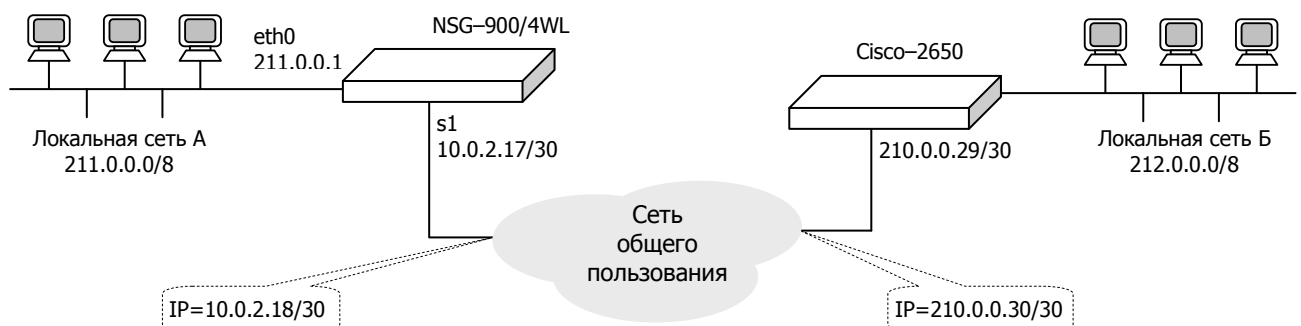 eth0
211.0.0.1
NSG–900/4WL
Cisco–2650
Локальная сеть А
211.0.0.0/8
s1
10.0.2.17/30
210.0.0.29/30
Локальная сеть Б
212.0.0.0/8
Сеть
общего
пользования
IP=10.0.2.18/30
IP=210.0.0.30/30